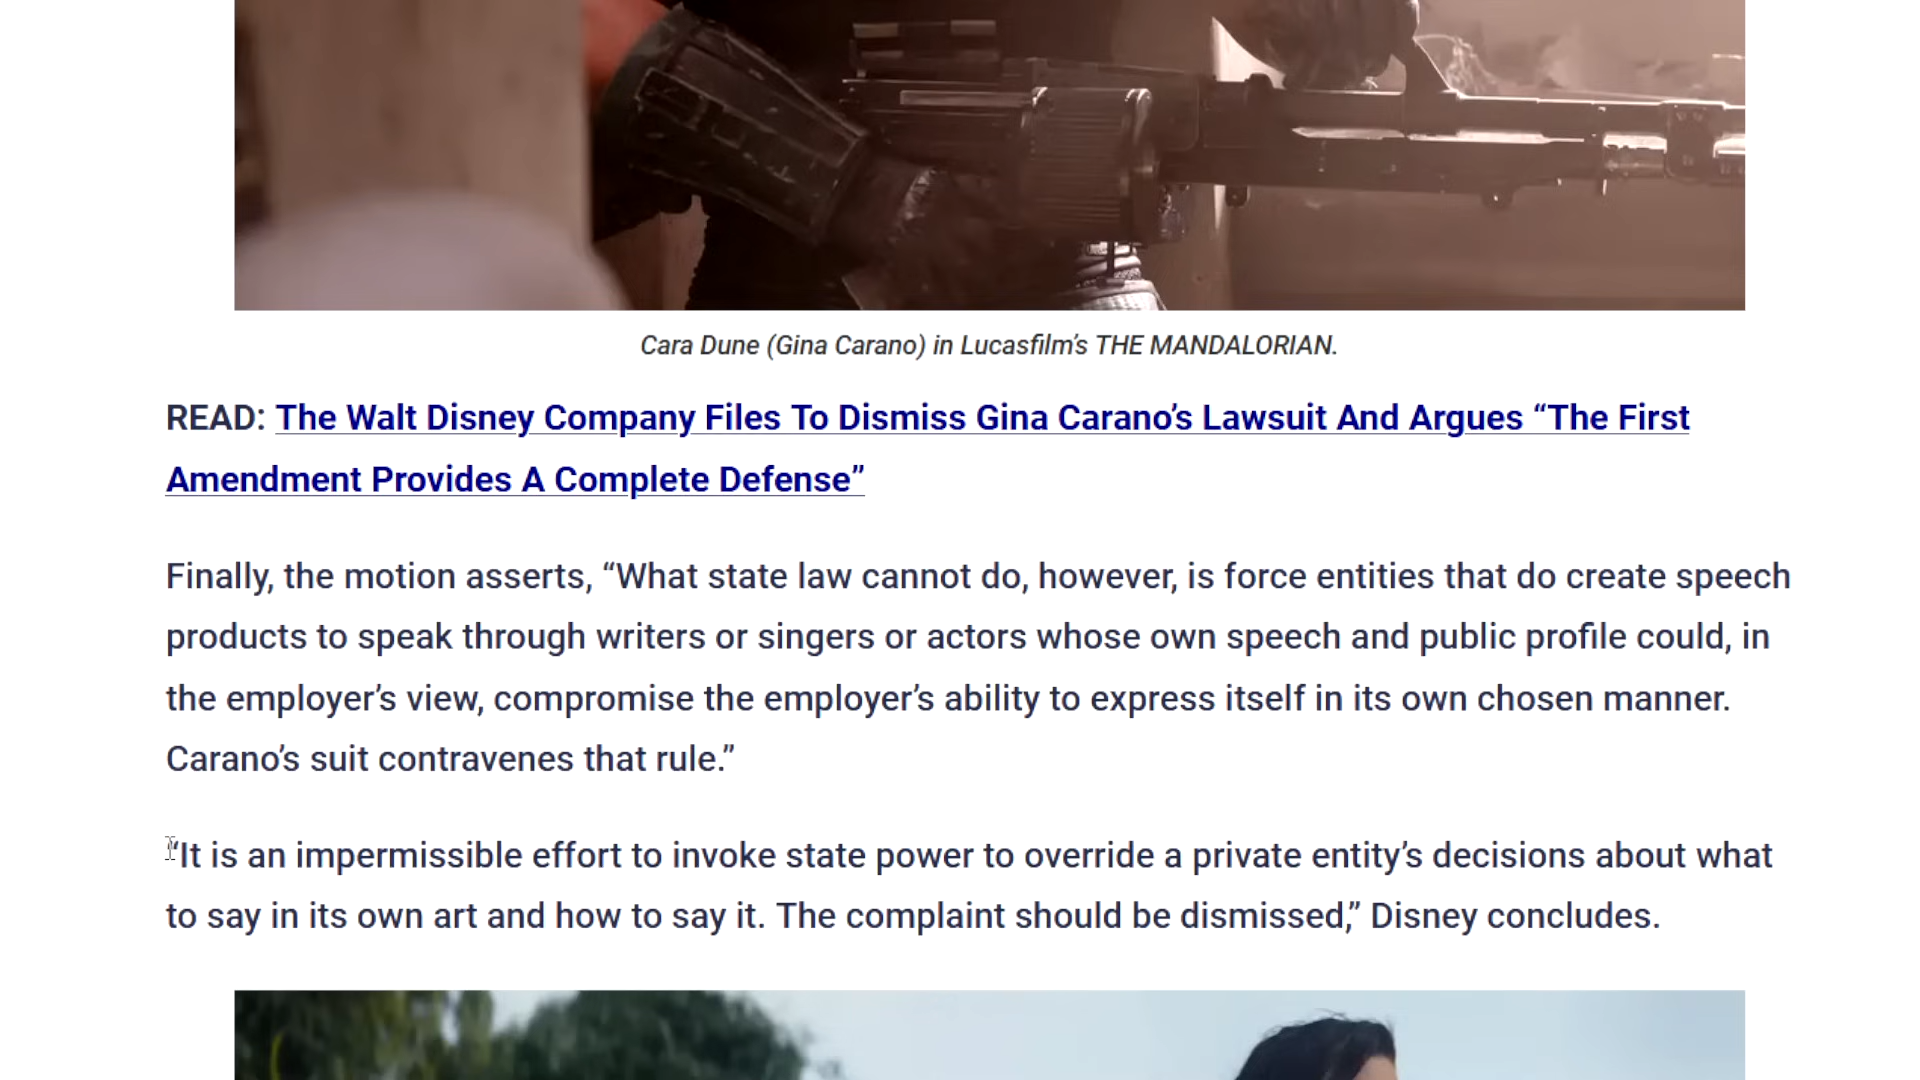 Cara Dune (Gina Carano) in Lucasfilm's THE MANDALORIAN.
READ: The Walt Disney Company Files To Dismiss Gina Carano’s Lawsuit And Argues “The First
Amendment Provides A Complete Defense”
Finally, the motion asserts, “What state law cannot do, however, is force entities that do create speech
products to speak through writers or singers or actors whose own speech and public profile could, in
the employer’s view, compromise the employer’s ability to express itself in its own chosen manner.
Carano’s suit contravenes that rule.”
“It is an impermissible effort to invoke state power to override a private entity’s decisions about what
to say in its own art and how to say it. The complaint should be dismissed,” Disney concludes.